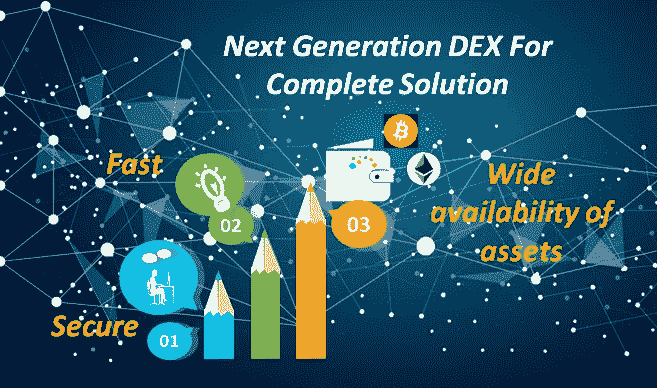 Next Generation DEX For
Complete Solution
Fast
02
03
Wide
availability of
assets
Secure
01